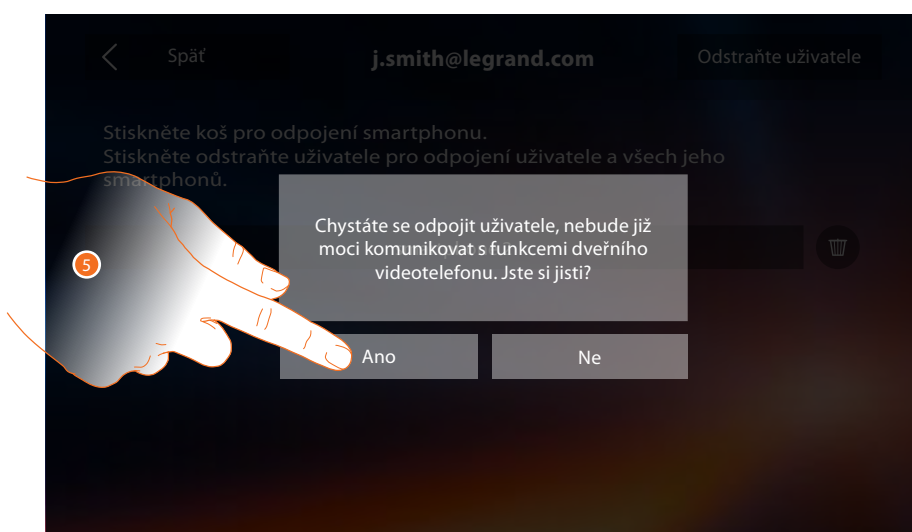 Späť
j.smith@legrand.com
Odstraňte uživatele
Stiskněte koš pro odpojení smartphonu.
Stiskněte odstraňte uživatele pro odpojení uživatele a všech jeho
smartphonů.
Chystáte se odpojit uživatele, nebude již
moci komunikovat s funkcemi dveřního
videotelefonu. Jste si jisti?
5
Ano
Ne